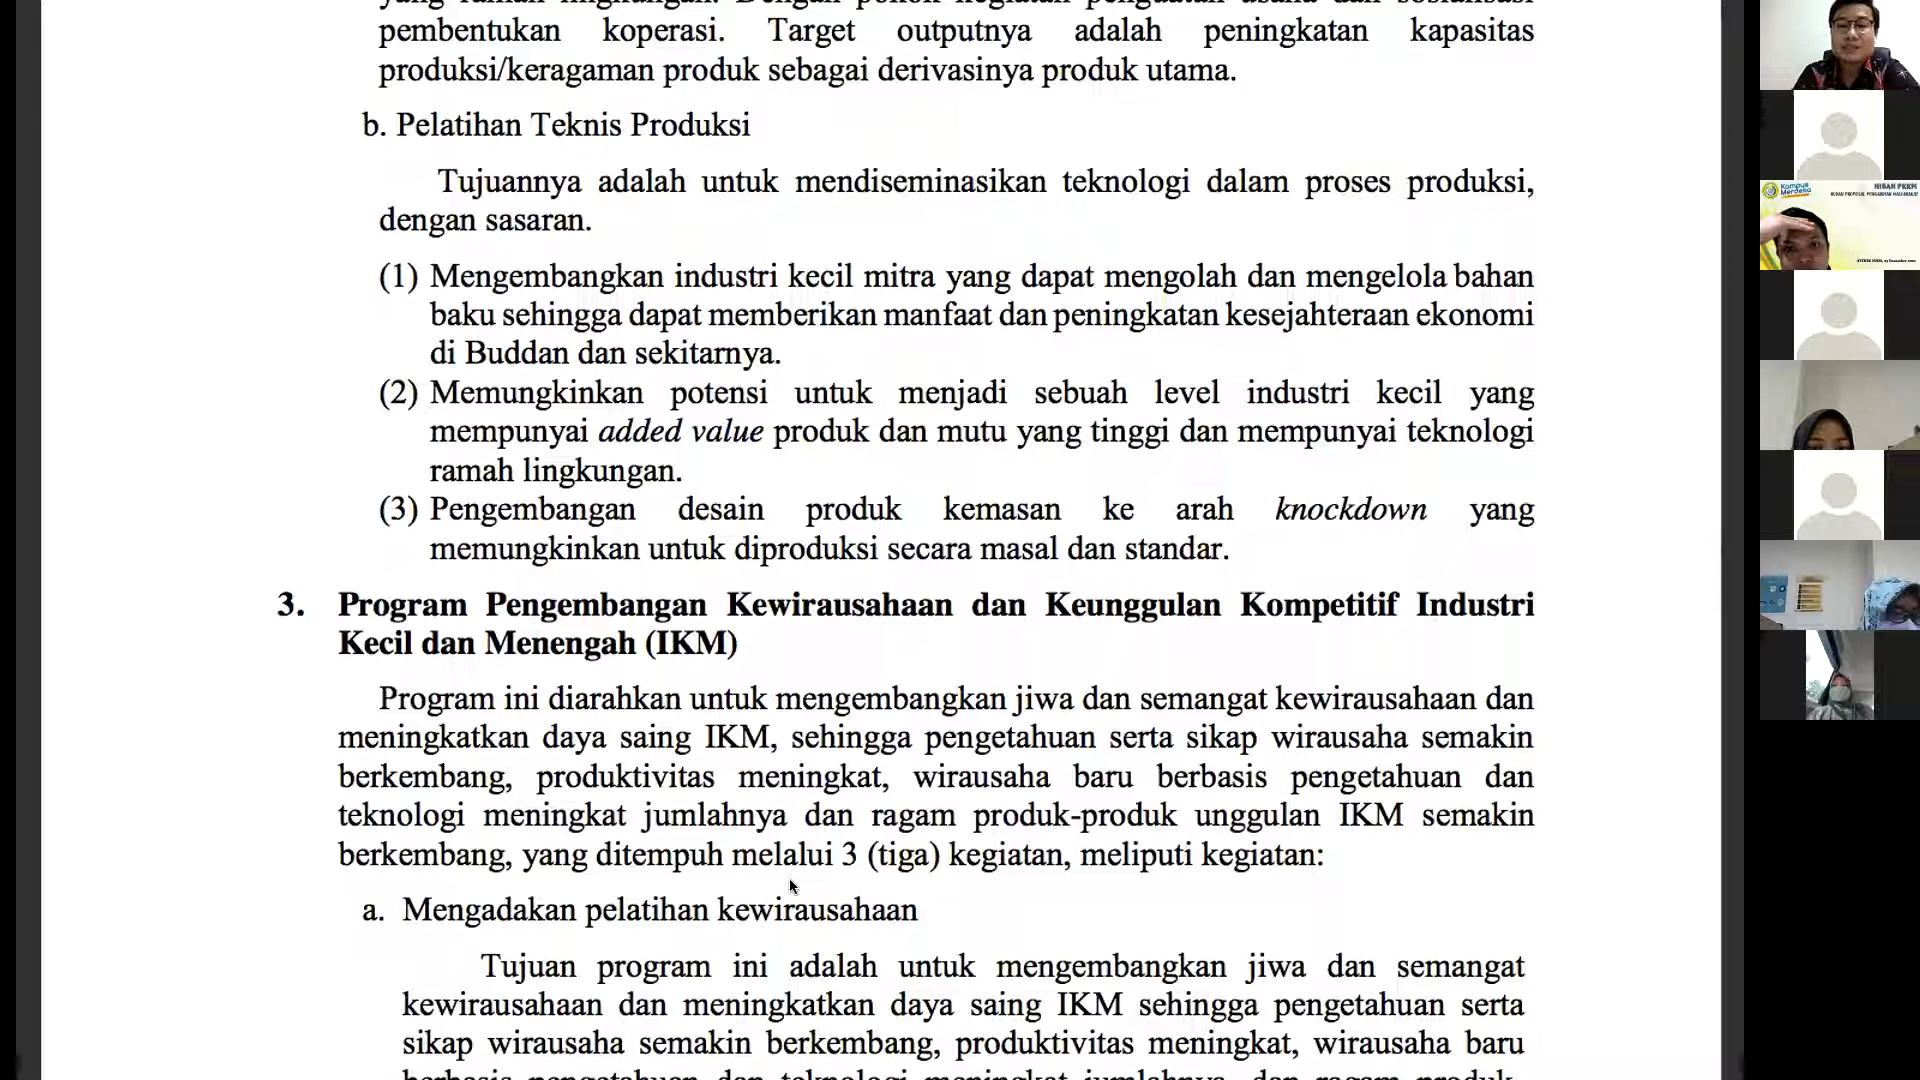 pembentukan koperasi. Target outputnya adalah peningkatan kapasitas
produksi/keragaman produk sebagai derivasinya produk utama.
b. Pelatihan Teknis Produksi
Tujuannya adalah untuk mendiseminasikan teknologi dalam proses produksi,
dengan sasaran.
(1) Mengembangkan industri kecil mitra yang dapat mengolah dan mengelola bahan
baku sehingga dapat memberikan manfaat dan peningkatan kesejahteraan ekonomi
di Buddan dan sekitarnya.
(2) Memungkinkan potensi untuk menjadi sebuah level industri kecil yang
mempunyai added value produk dan mutu yang tinggi dan mempunyai teknologi
ramah lingkungan.
(3) Pengembangan desain produk kemasan ke arah knockdown yang
memungkinkan untuk diproduksi secara masal dan standar.
3. Program Pengembangan Kewirausahaan dan Keunggulan Kompetitif Industri
Kecil dan Menengah (IKM)
Program ini diarahkan untuk mengembangkan jiwa dan semangat kewirausahaan dan
meningkatkan daya saing IKM, sehingga pengetahuan serta sikap wirausaha semakin
berkembang, produktivitas meningkat, wirausaha baru berbasis pengetahuan dan
teknologi meningkat jumlahnya dan ragam produk-produk unggulan IKM semakin
berkembang, yang ditempuh melalui 3 (tiga) kegiatan, meliputi kegiatan:
a. Mengadakan pelatihan kewirausahaan
Tujuan program ini adalah untuk mengembangkan jiwa dan semangat
kewirausahaan dan meningkatkan daya saing IKM sehingga pengetahuan serta
sikap wirausaha semakin berkembang, produktivitas meningkat, wirausaha baru
Kampus
Merdeka
HIBAH PKKM